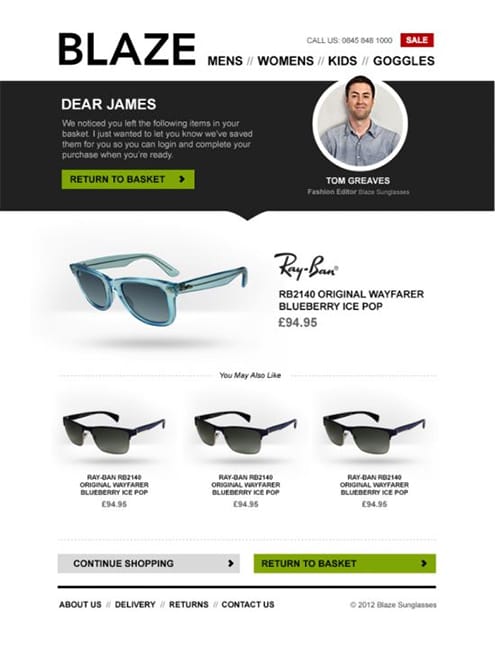 BLAZE
CALL US: 0845 848 1000 SALE
MENS // WOMENS // KIDS // GOGGLES
DEAR JAMES
We noticed you left the following items in your
basket. I just wanted to let you know we've saved
them for you so you can login and complete your
purchase when you're ready.
RETURN TO BASKET
TOM GREAVES
Fashion Editor Blaze Sunglasses
Ray-Ban®
RB2140 ORIGINAL WAYFARER
BLUEBERRY ICE POP
£94.95
You May Also Like
RAY-BAN RB2140
ORIGINAL WAYFARER
BLUEBERRY ICE POP
£94.95
RAY-BAN RB2140
ORIGINAL WAYFARER
BLUEBERRY ICE POP
£94.95
RAY-BAN RB2140
ORIGINAL WAYFARER
BLUEBERRY ICE POP
£94.95
CONTINUE SHOPPING
RETURN TO BASKET
ABOUT US // DELIVERY // RETURNS // CONTACT US
© 2012 Blaze Sunglasses